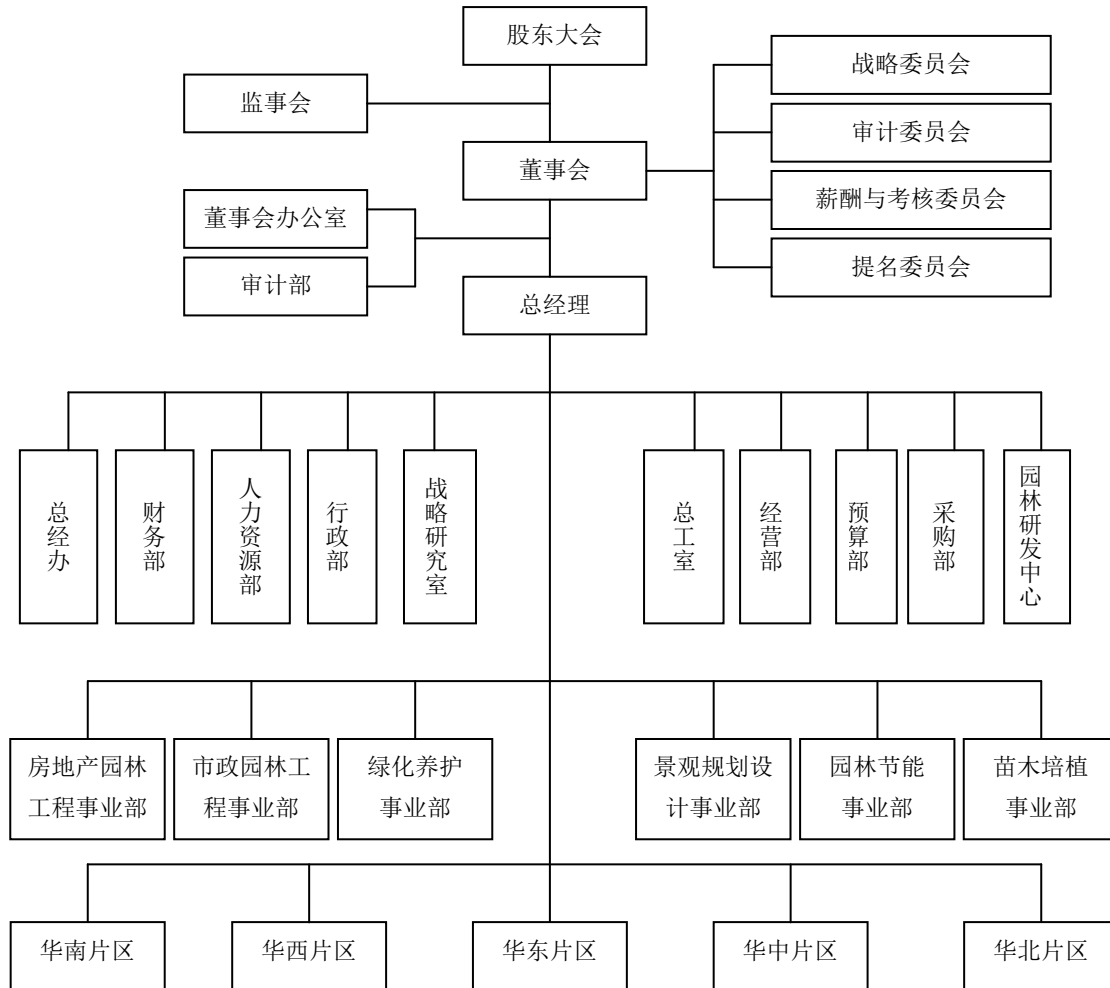 股东大会
战略委员会
监事会
审计委员会
董事会
薪酬与考核委员会
董事会办公室
提名委员会
审计部
总经理
总经办
财务部
人力资源部
行政部
战略研究室
总工室
经营部
预算部
采购部
园林研发中心
房地产园林
工程事业部
市政园林工
程事业部
绿化养护
事业部
景观规划设
计事业部
园林节能
事业部
苗木培植
事业部
华南片区
华西片区
华东片区
华中片区
华北片区